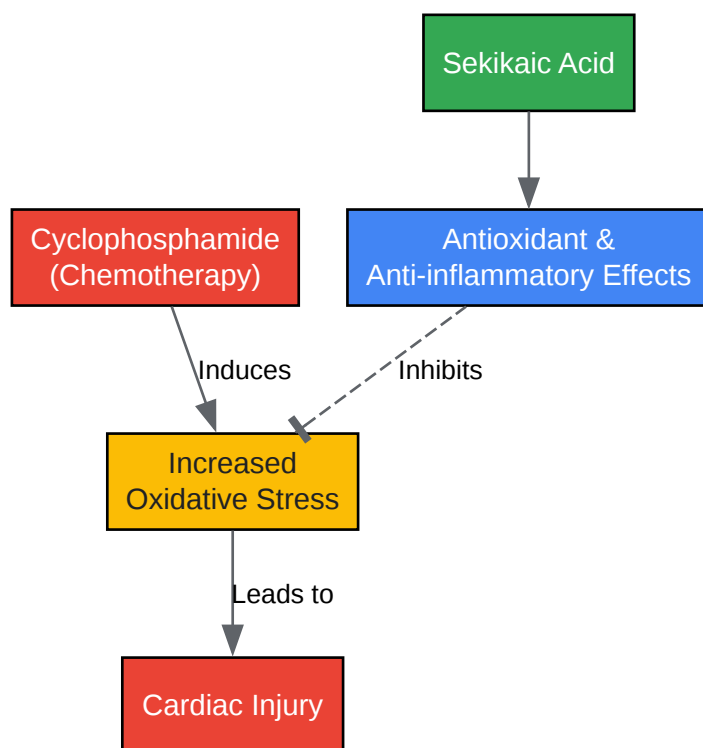 Sekikaic Acid
Cyclophosphamide
(Chemotherapy)
Antioxidant &
Anti-inflammatory Effects
Induces
Inhibits
Increased
Oxidative Stress
Leads to
Cardiac Injury